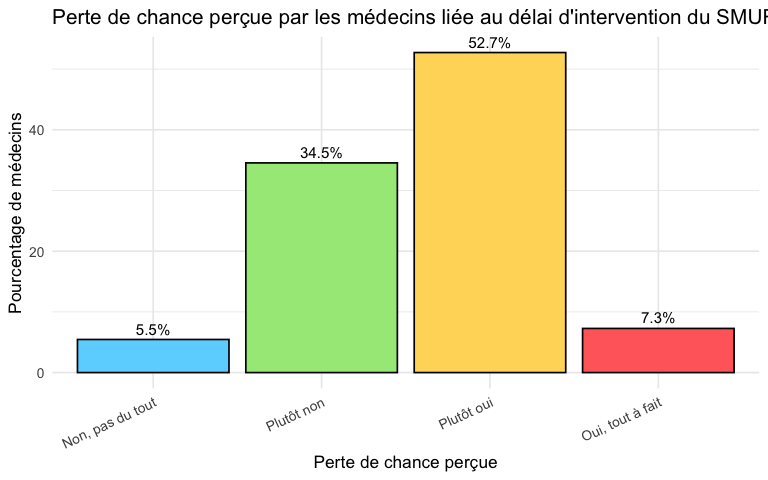 Perte de chance perçue par les médecins liée au délai d'intervention du SMUR
52.7%
34.5%
7.3%
5.5%
Pourcentage de médecins
40
20
0
Non, pas du tout
Plutôt non
Plutôt oui
Oui, tout à fait
Perte de chance perçue